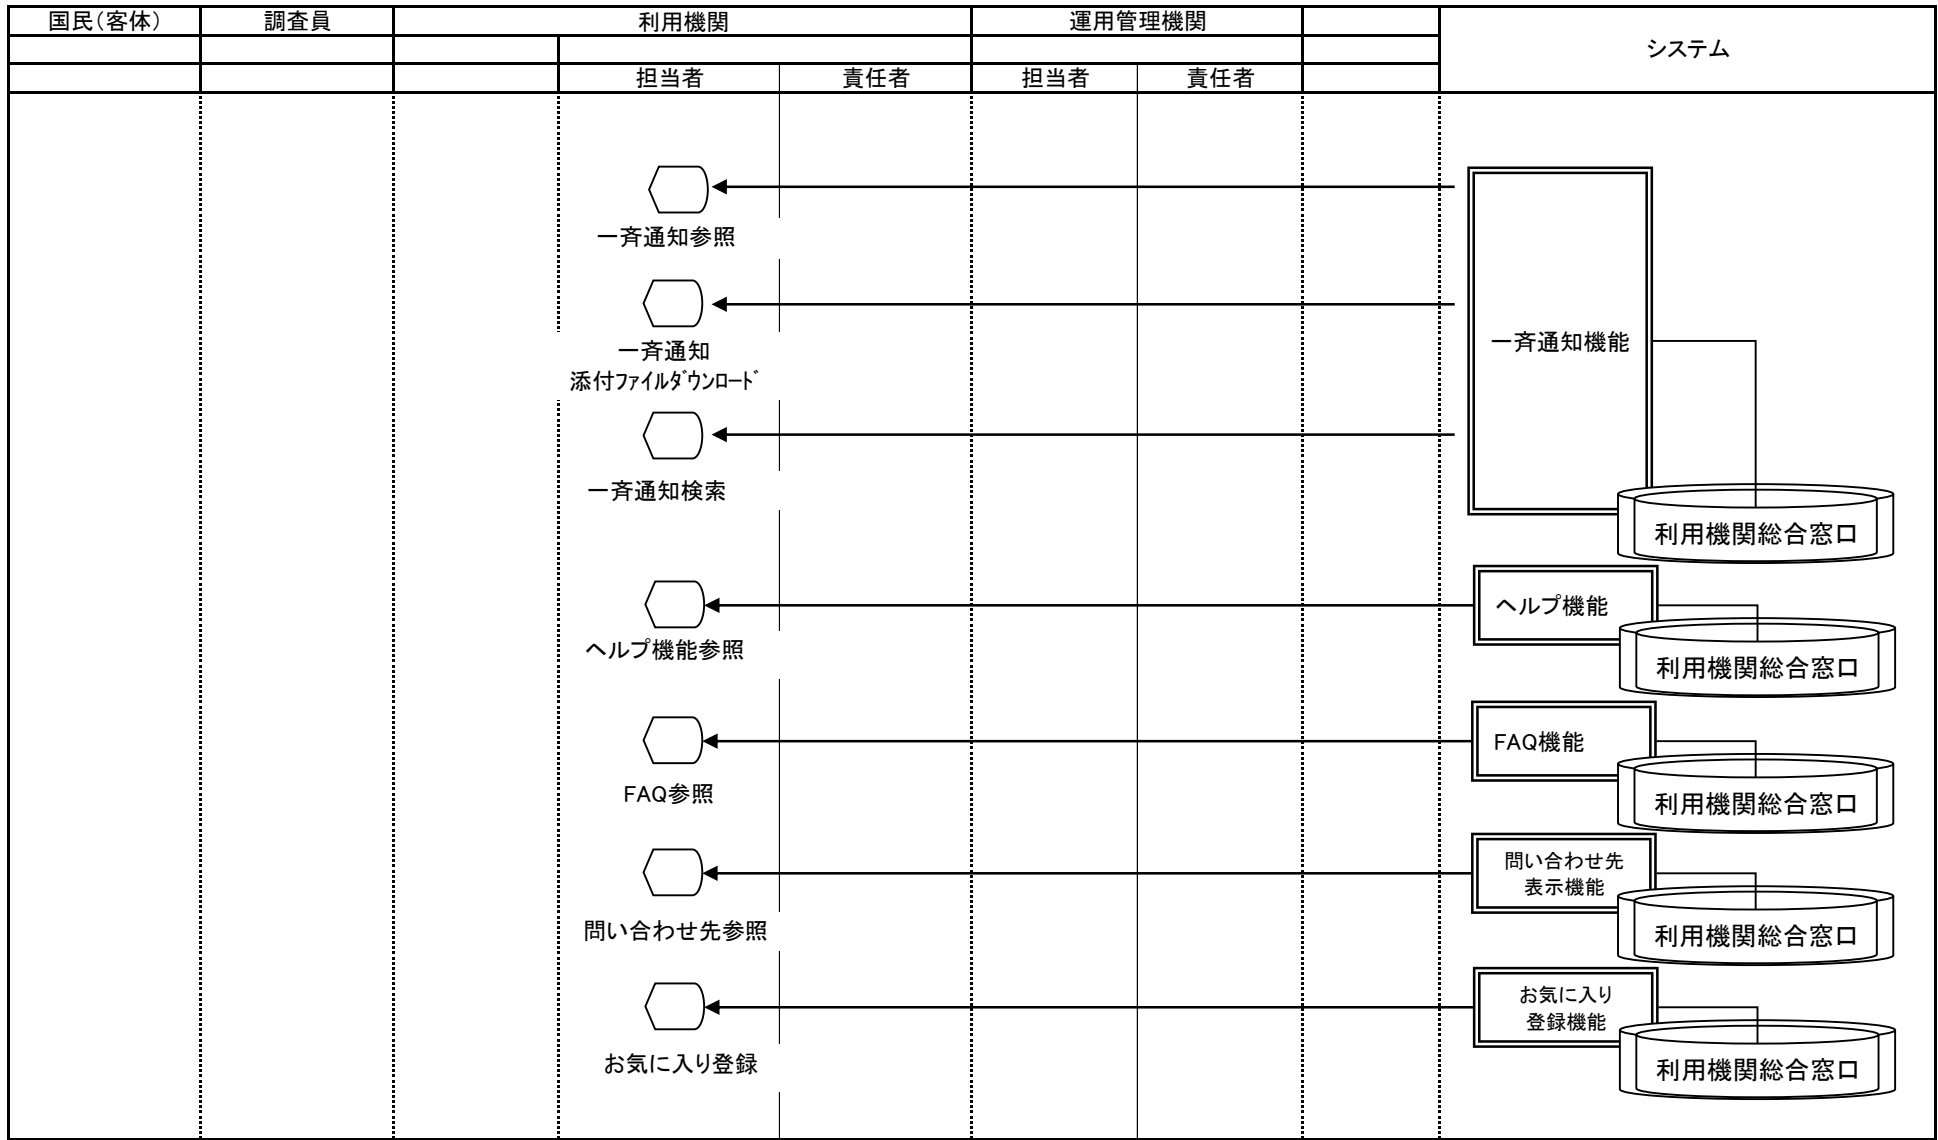 国民(客体)
調査員
利用機関
運用管理機関
システム
担当者
責任者
担当者
責任者
一斉通知参照
一斉通知
添付ファイルダウンロード
一斉通知機能
一斉通知検索
利用機関総合窓口
ヘルプ機能
ヘルプ機能参照
利用機関総合窓口
FAQ機能
FAQ参照
利用機関総合窓口
問い合わせ先
表示機能
問い合わせ先参照
利用機関総合窓口
お気に入り
登録機能
お気に入り登録
利用機関総合窓口